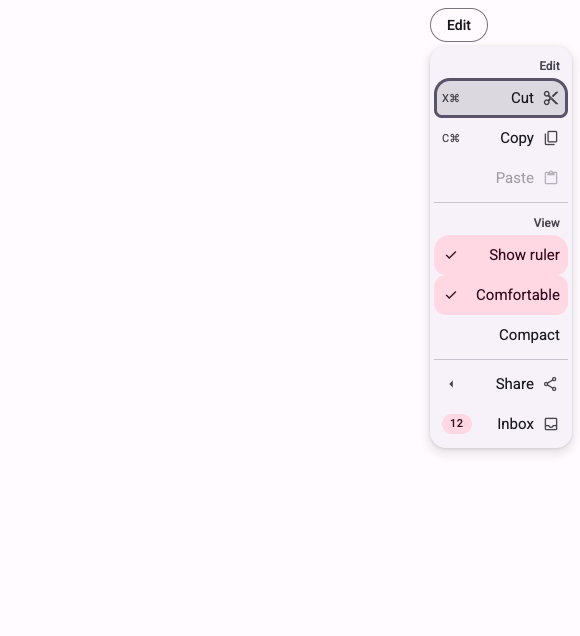 Edit
Edit
Cut X⌘
Copy C⌘
Paste
View
Show ruler
Comfortable
Compact
Share
Inbox 12